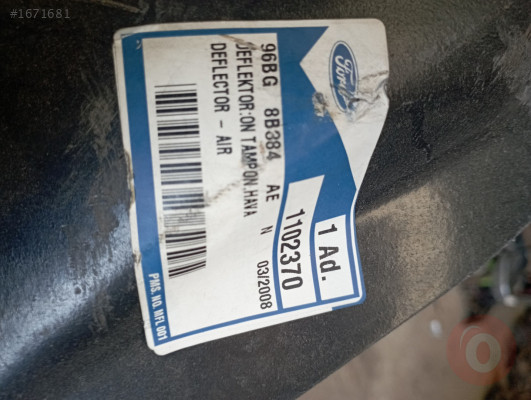 #1671681
Ford
96BG 8B384 AE N
DEFLEKTOR:ON TAMPON,HAVA
DEFLECTOR - AIR
03/2008
1102370
1 Ad.
PMS. NO. MFL 001